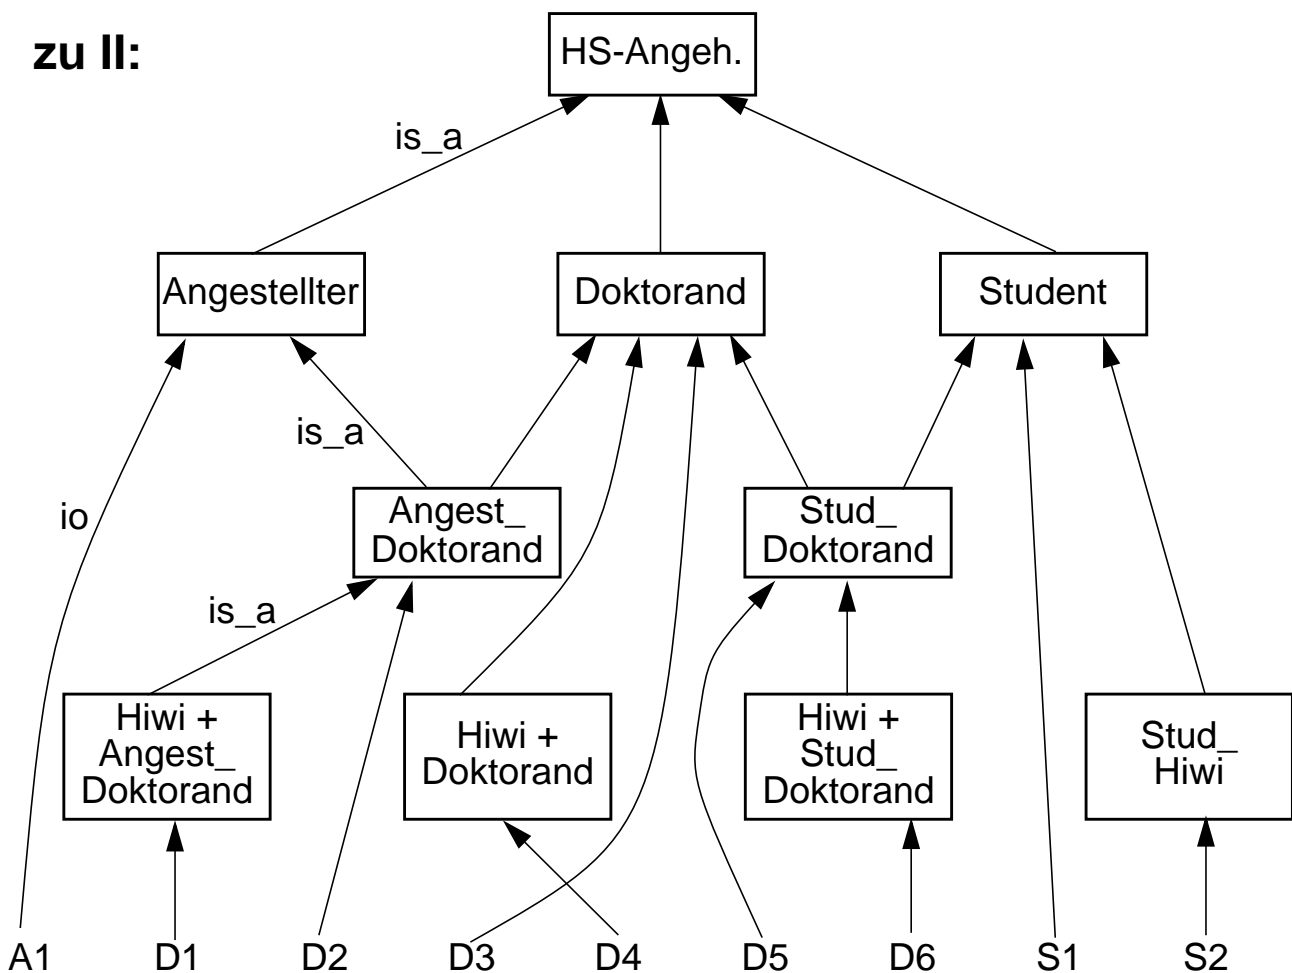 zu II:
HS-Angeh.
is_a
Angestellter
Doktorand
Student
is_a
io
Angest_
Doktorand
Stud_
Doktorand
is_a
Hiwi +
Angest_
Doktorand
Hiwi +
Doktorand
Hiwi +
Stud_
Doktorand
Stud_
Hiwi
A1 D1 D2 D3 D4 D5 D6 S1 S2